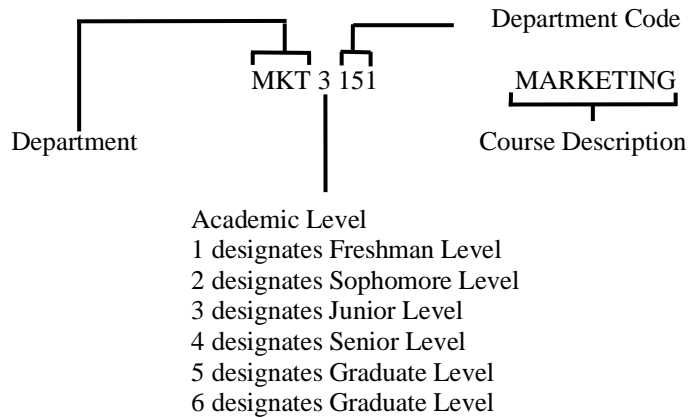 Department Code
MKT 3 151 MARKETING
Department Course Description
Academic Level
1 designates Freshman Level
2 designates Sophomore Level
3 designates Junior Level
4 designates Senior Level
5 designates Graduate Level
6 designates Graduate Level